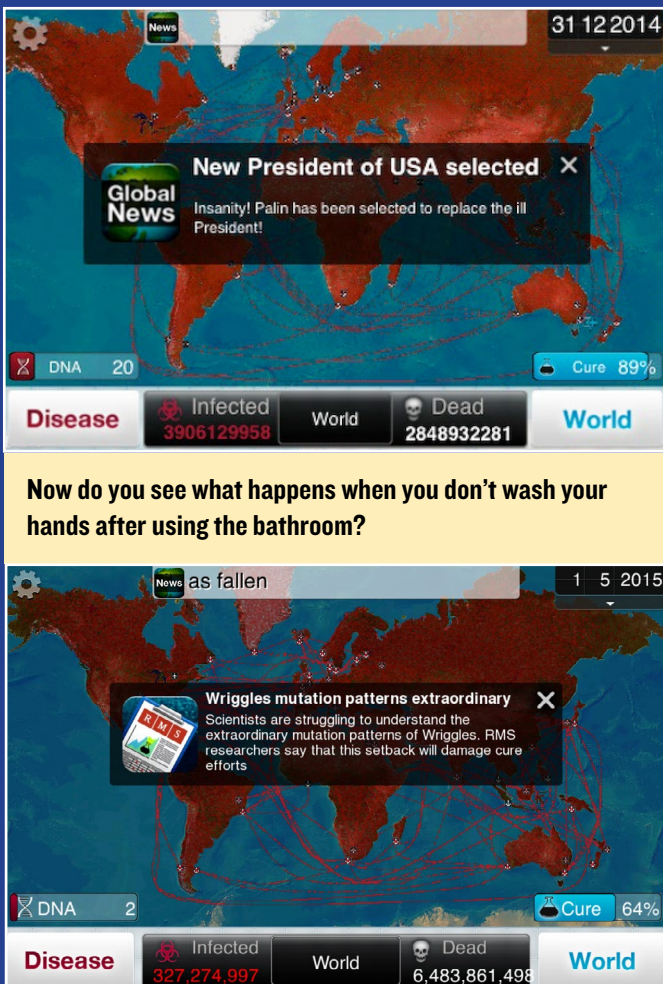 News
31 12 2014
New President of USA selected
Global
News
Insanity! Palin has been selected to replace the ill
President!
DNA 20
Cure 89%
Disease
Infected
3906129958
World
Dead
2848932281
World
Now do you see what happens when you don’t wash your
hands after using the bathroom?
News as fallen
1 5 2015
Wriggles mutation patterns extraordinary
RMS
Scientists are struggling to understand the
extraordinary mutation patterns of Wriggles. RMS
researchers say that this setback will damage cure
efforts
DNA 2
Cure 64%
Disease
Infected
327,274,997
World
Dead
6,483,861,498
World